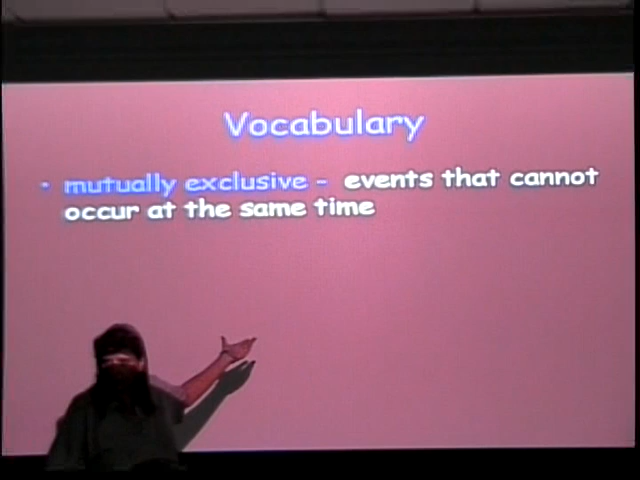 Vocabulary
• mutually exclusive - events that cannot
occur at the same time